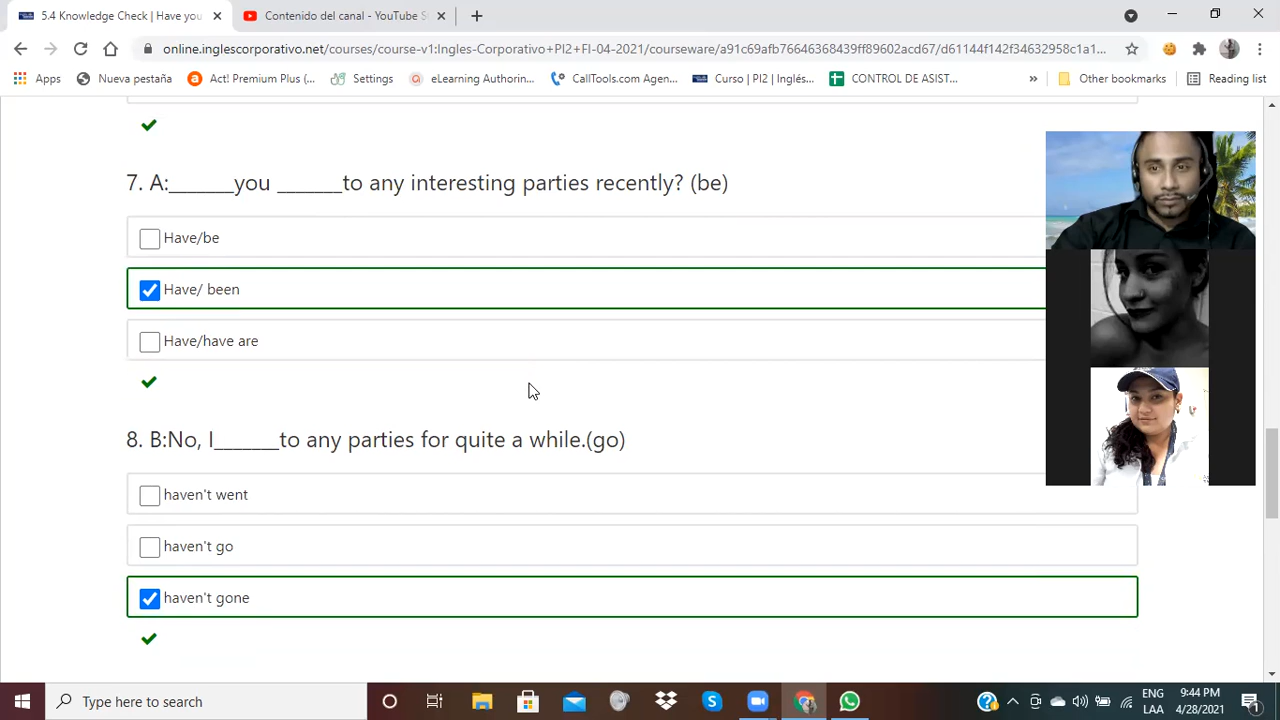 5.4 Knowledge Check | Have you
Contenido del canal - YouTube S
online.inglescorporativo.net/courses/course-v1:Ingles-Corporativo+PI2+FI-04-2021/courseware/a91c69afb76646368439ff89602acd67/d61144f142f34632958c1a1...
Apps
Nueva pestaña
Act! Premium Plus (...
Settings
eLearning Authorin...
CallTools.com Agen...
Curso | PI2 | Inglés...
CONTROL DE ASIST...
»
Other bookmarks
Reading list
7. A:_______you _______to any interesting parties recently? (be)
Have/be
Have/ been
Have/have are
8. B:No, I_______to any parties for quite a while.(go)
haven't went
haven't go
haven't gone
Type here to search
ENG
LAA
9:44 PM
4/28/2021
1